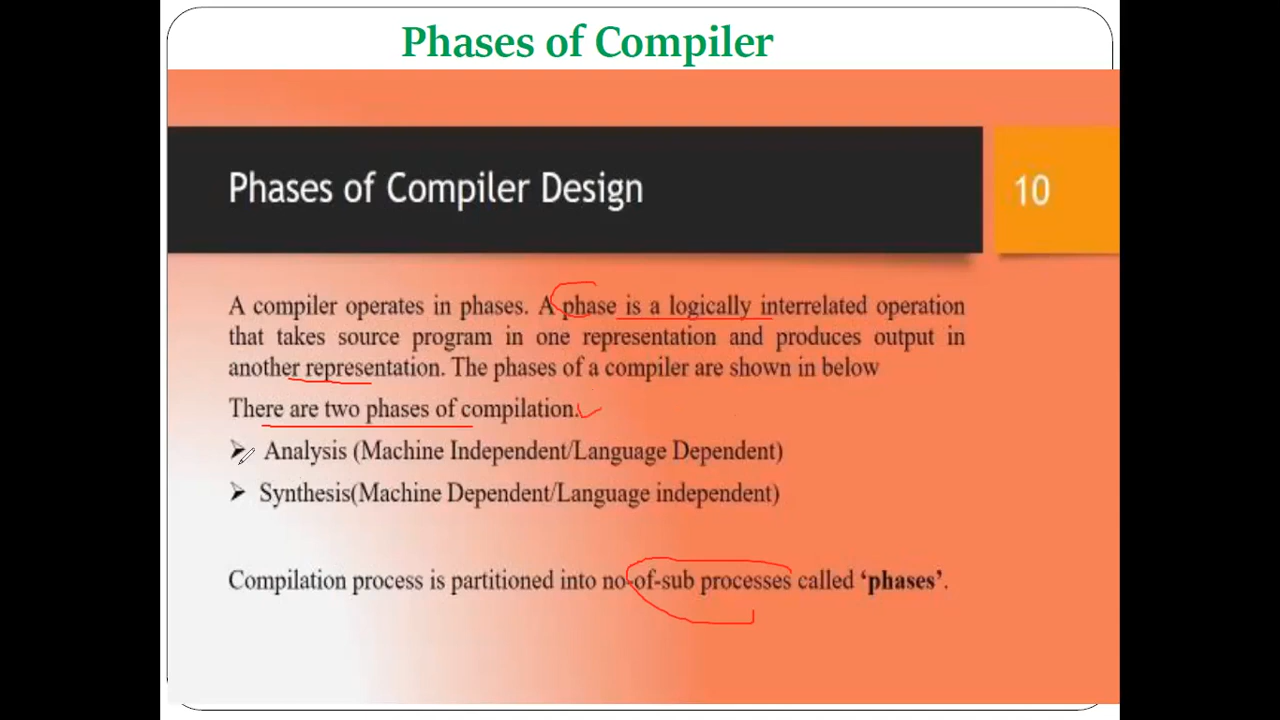 Phases of Compiler
Phases of Compiler Design
10
A compiler operates in phases. A phase is a logically interrelated operation
that takes source program in one representation and produces output in
another representation. The phases of a compiler are shown in below
There are two phases of compilation.
➢ Analysis (Machine Independent/Language Dependent)
➢ Synthesis(Machine Dependent/Language independent)
Compilation process is partitioned into no-of-sub processes called ‘phases’.